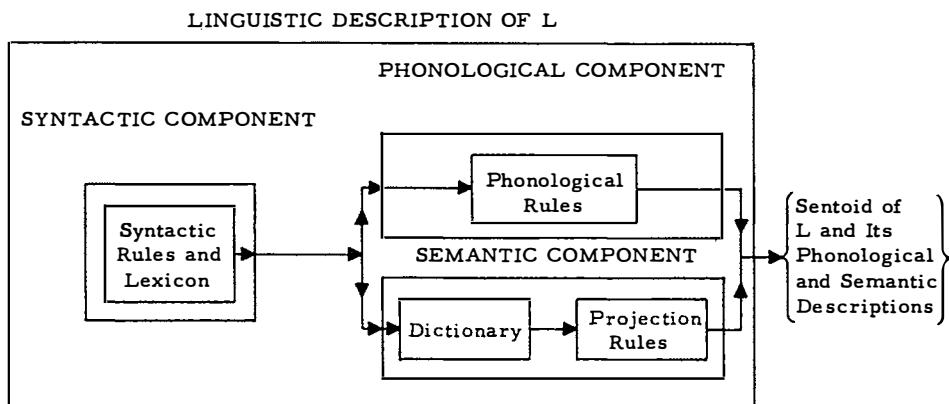 LINGUISTIC DESCRIPTION OF L
PHONOLOGICAL COMPONENT
SYNTACTIC COMPONENT
Phonological
Rules
Syntactic
Rules and
Lexicon
SEMANTIC COMPONENT
Dictionary
Projection
Rules
Sentoid of
L and Its
Phonological
and Semantic
Descriptions